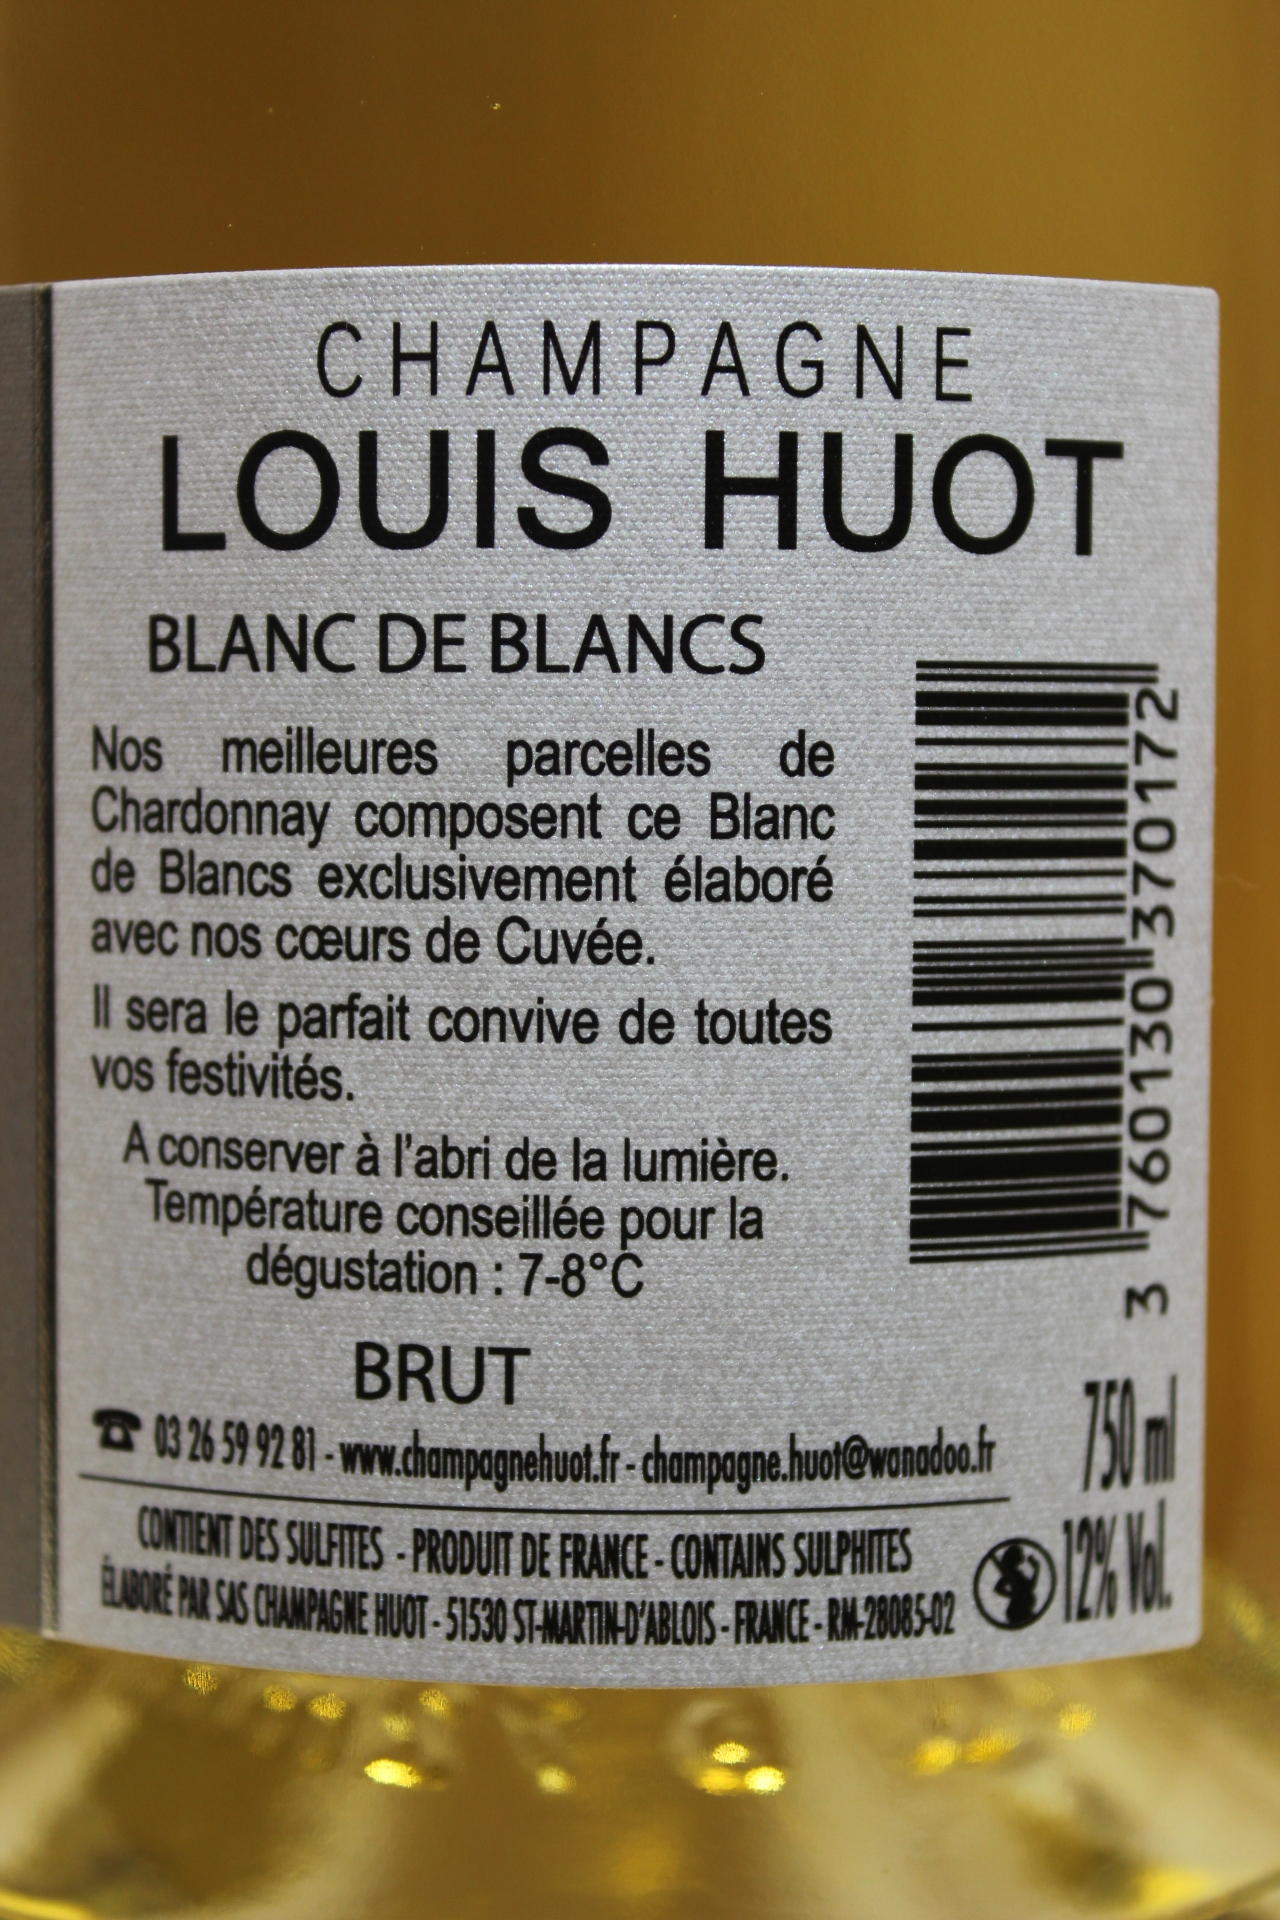 CHAMPAGNE
LOUIS HUOT
BLANC DE BLANCS
Nos meilleures parcelles de
Chardonnay composent ce Blanc
de Blancs exclusivement élaboré
avec nos cœurs de Cuvée.
Il sera le parfait convive de toutes
vos festivités.
A conserver à l'abri de la lumière.
Température conseillée pour la
dégustation : 7-8°C
BRUT
03 26 59 92 81 - www.champagnehuot.fr - champagne.huot@wanadoo.fr
CONTIENT DES SULFITES - PRODUIT DE FRANCE - CONTAINS SULPHITES
ÉLABORÉ PAR SAS CHAMPAGNE HUOT - 51530 ST-MARTIN-D'ABLOIS - FRANCE - RM-28085-02
3 760130 370172
750 ml
12% Vol.